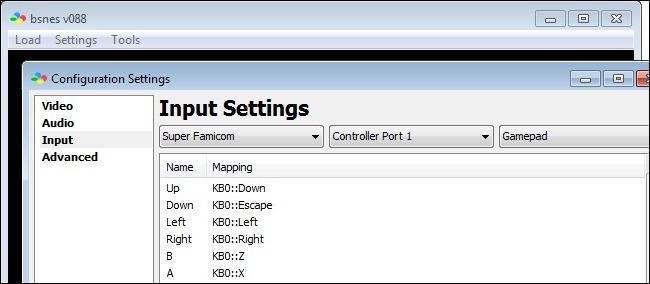 bsnes v088
Load Settings Tools
Configuration Settings
Video
Audio
Input
Advanced
Input Settings
Super Famicom Controller Port 1 Gamepad
Name Mapping
Up KB0::Down
Down KB0::Escape
Left KB0::Left
Right KB0::Right
B KB0::Z
A KB0::X